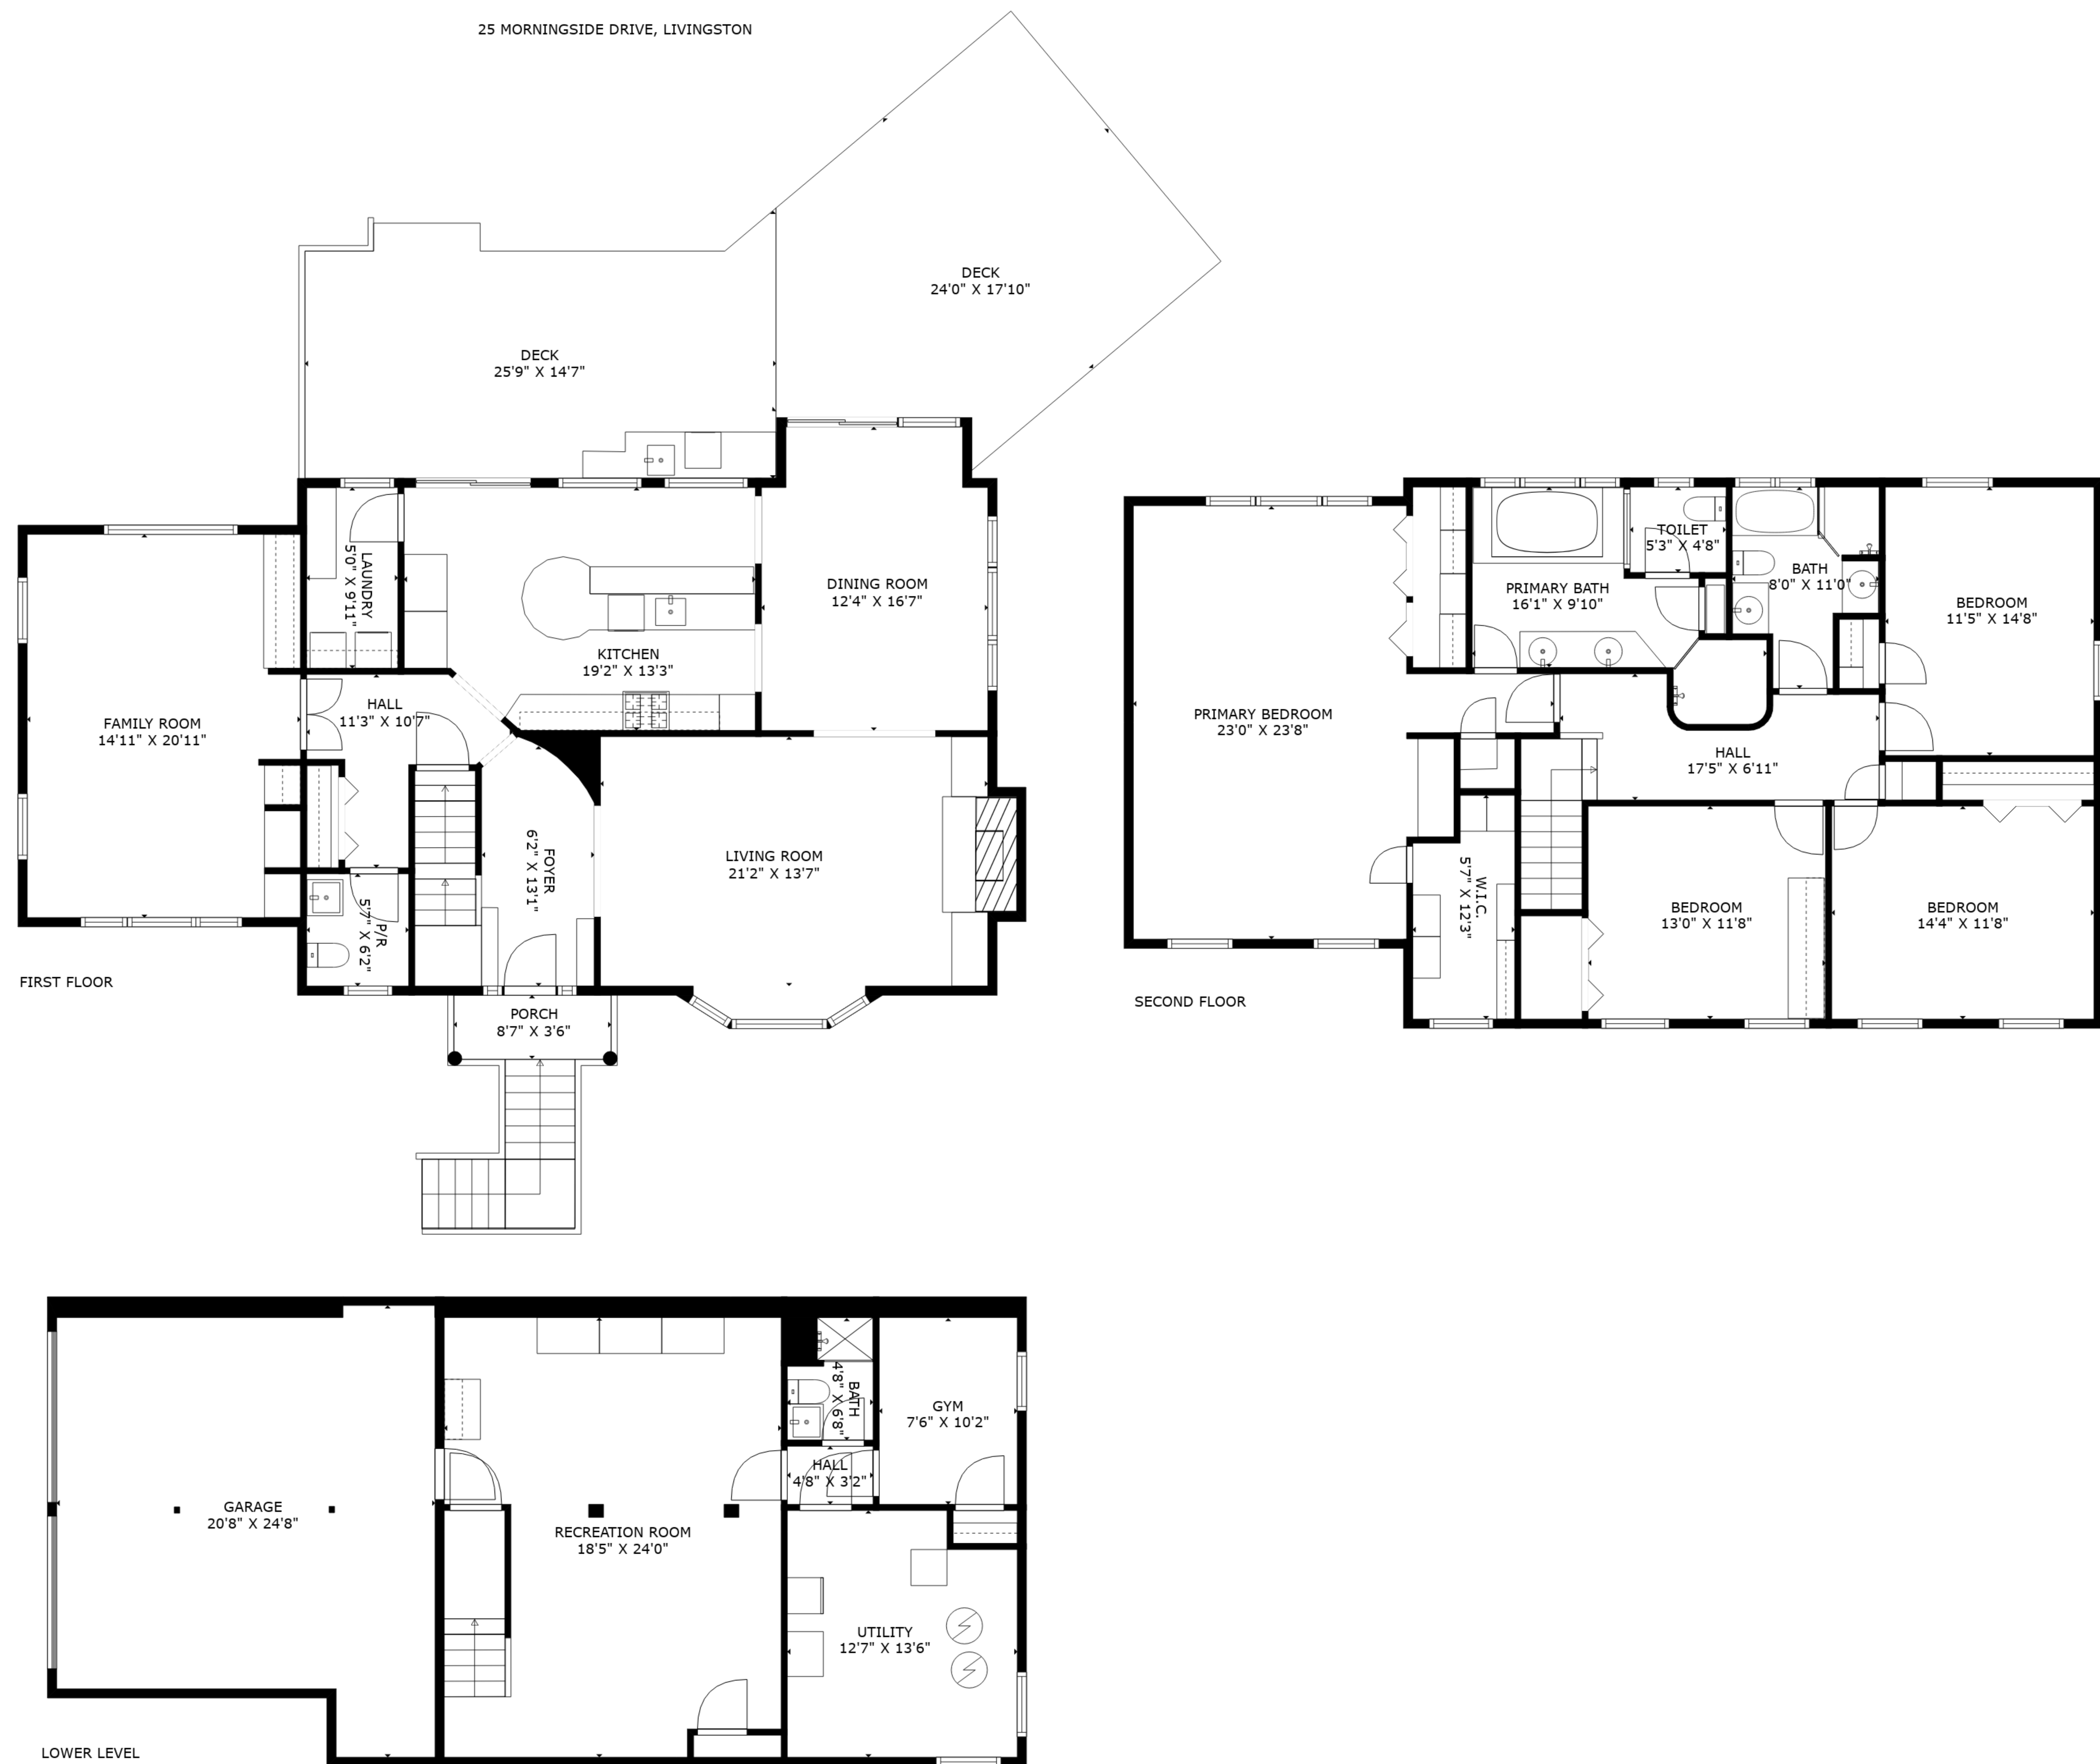 25 MORNINGSIDE DRIVE, LIVINGSTON
DECK
24'0" X 17'10"
DECK
25'9" X 14'7"
LAUNDRY
5'0" X 9'11"
DINING ROOM
12'4" X 16'7"
KITCHEN
19'2" X 13'3"
HALL
11'3" X 10'7"
FAMILY ROOM
14'11" X 20'11"
FOYER
6'2" X 13'1"
LIVING ROOM
21'2" X 13'7"
P/R
5'7" X 6'2"
PORCH
8'7" X 3'6"
FIRST FLOOR
TOILET
5'3" X 4'8"
BATH
8'0" X 11'0"
PRIMARY BATH
16'1" X 9'10"
BEDROOM
11'5" X 14'8"
PRIMARY BEDROOM
23'0" X 23'8"
HALL
17'5" X 6'11"
W.I.C.
5'7" X 12'3"
BEDROOM
13'0" X 11'8"
BEDROOM
14'4" X 11'8"
SECOND FLOOR
BATH
4'8" X 6'8"
GYM
7'6" X 10'2"
HALL
4'8" X 3'2"
GARAGE
20'8" X 24'8"
RECREATION ROOM
18'5" X 24'0"
UTILITY
12'7" X 13'6"
LOWER LEVEL